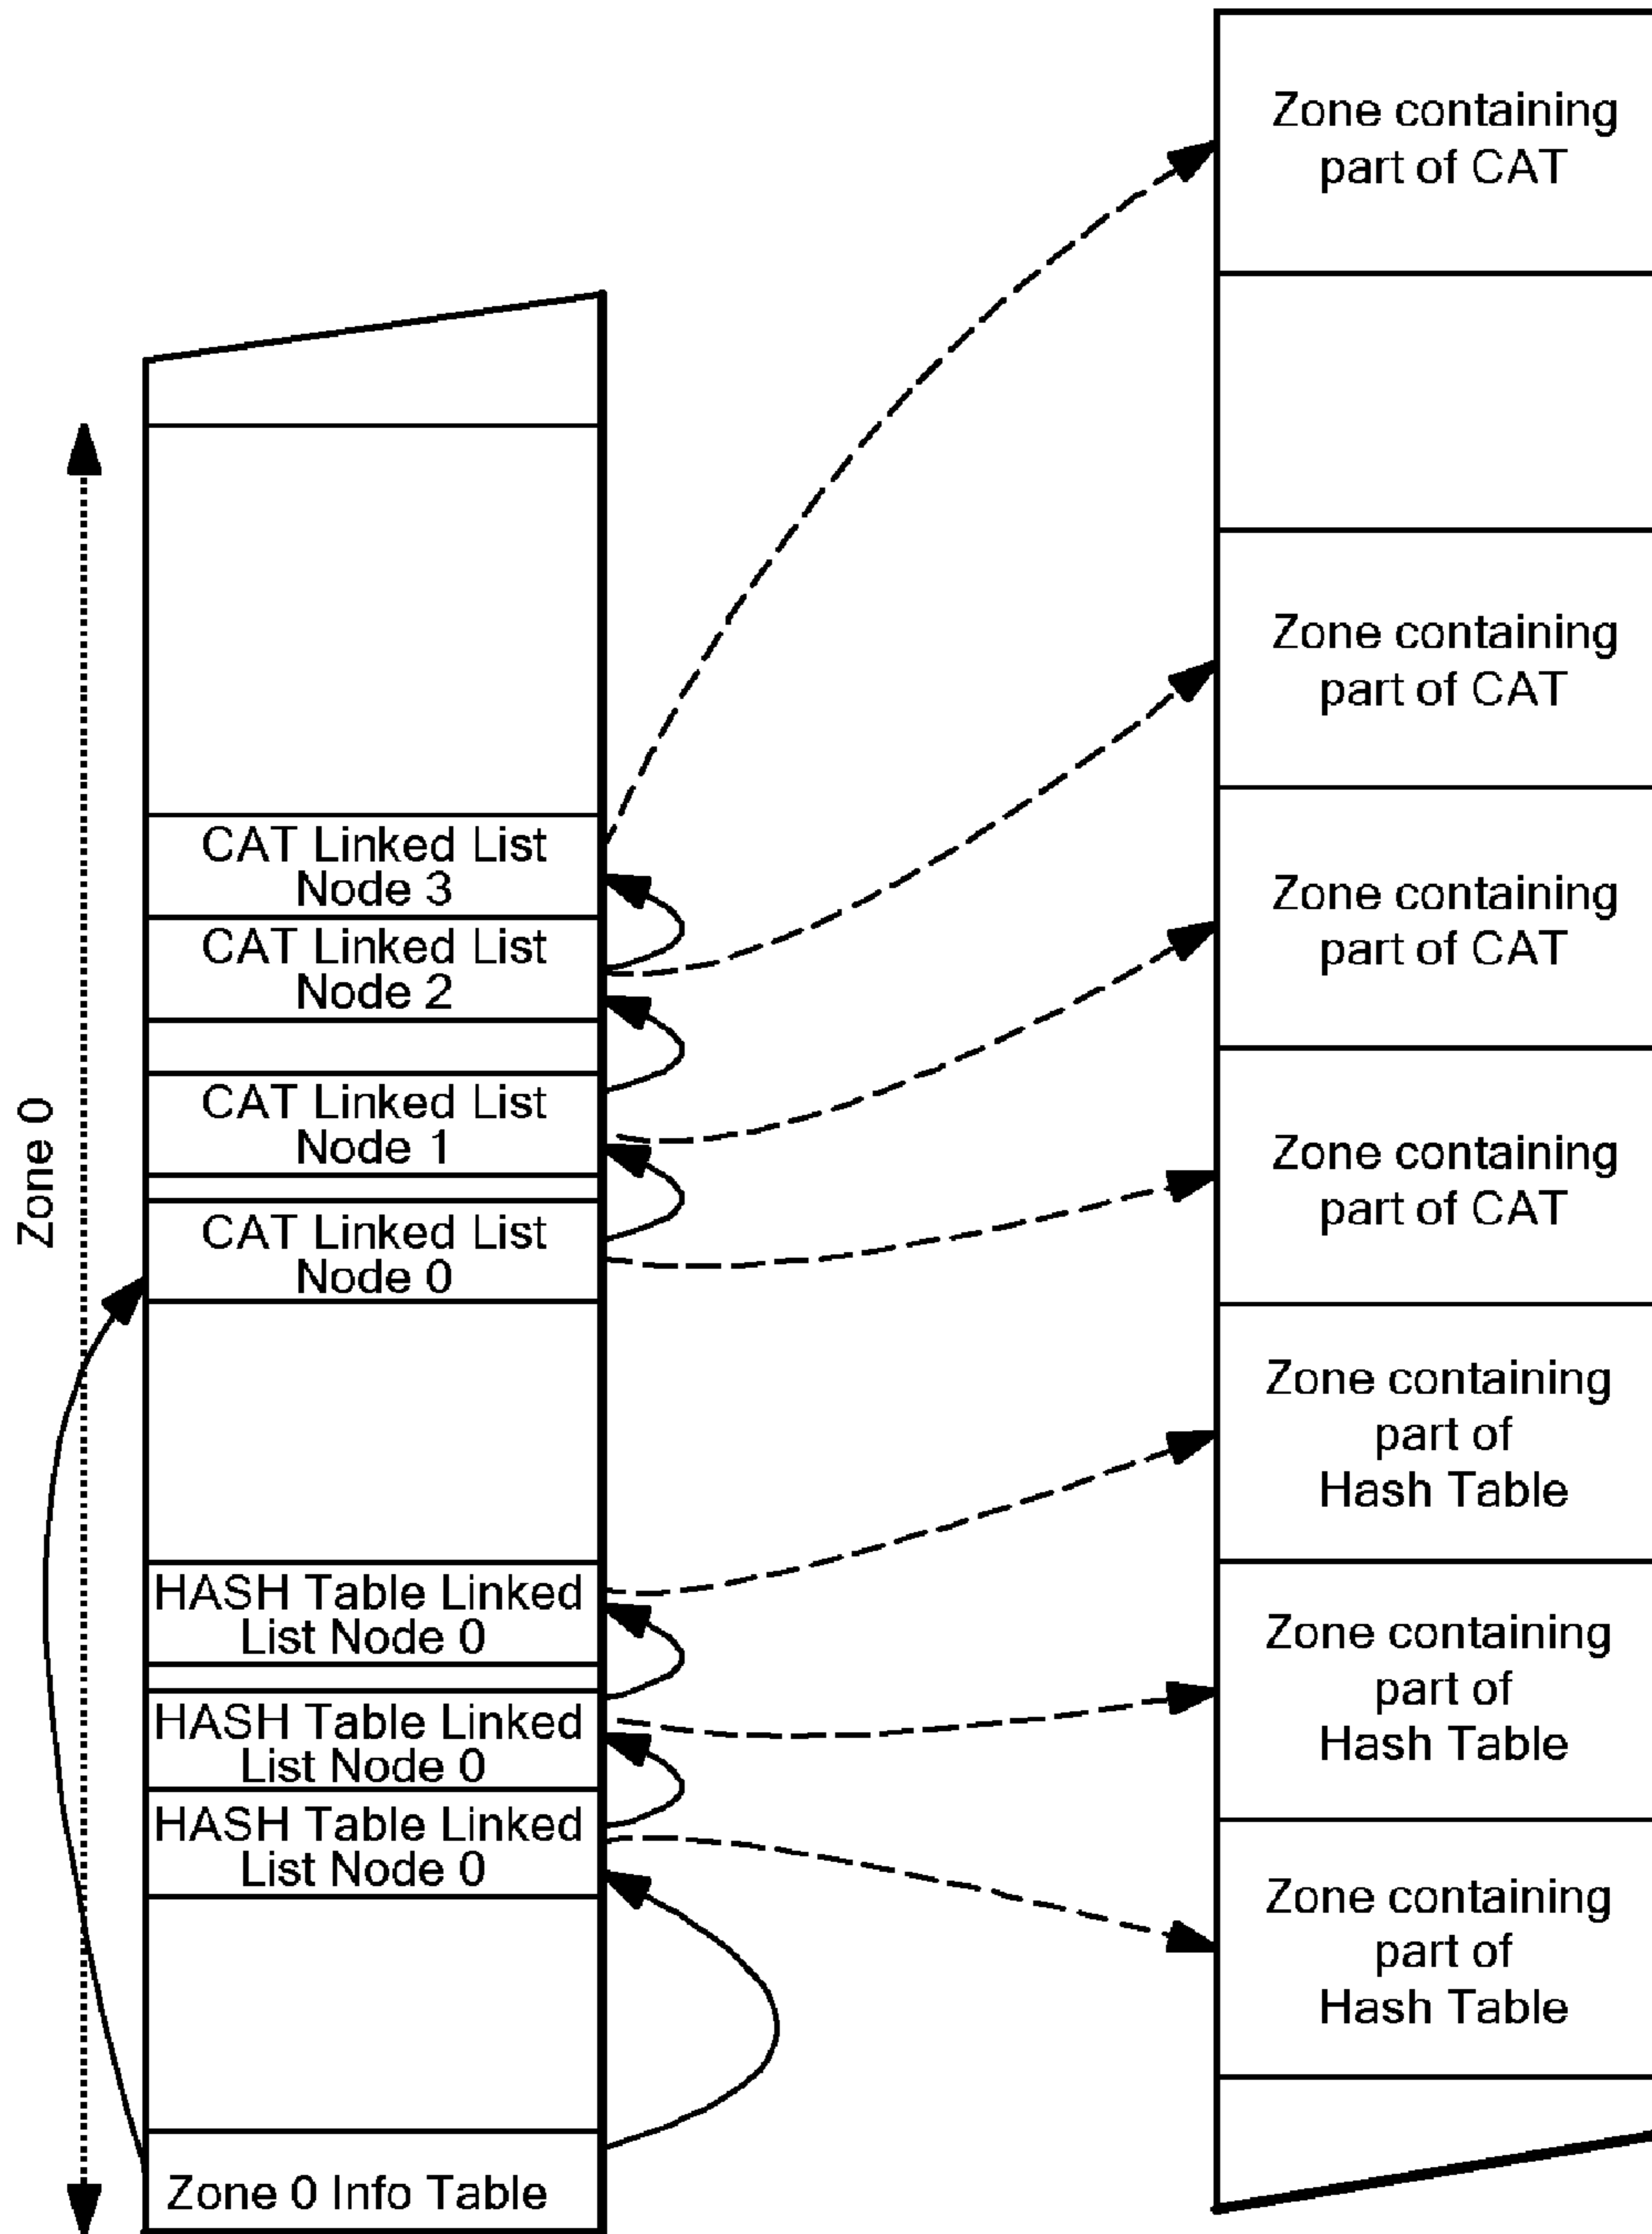 Zone 0
CAT Linked List
Node 3
CAT Linked List
Node 2
CAT Linked List
Node 1
CAT Linked List
Node 0
HASH Table Linked
List Node 0
HASH Table Linked
List Node 0
HASH Table Linked
List Node 0
Zone 0 Info Table
Zone containing
part of CAT
Zone containing
part of CAT
Zone containing
part of CAT
Zone containing
part of CAT
Zone containing
part of
Hash Table
Zone containing
part of
Hash Table
Zone containing
part of
Hash Table